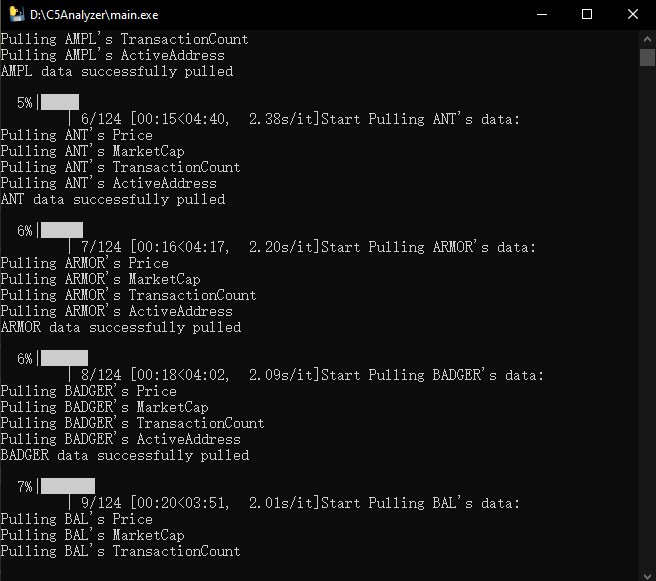 D:\C5Analyzer\main.exe
Pulling AMPL's TransactionCount
Pulling AMPL's ActiveAddress
AMPL data successfully pulled
5%|
| 6/124 [00:15<04:40, 2.38s/it]Start Pulling ANT's data:
Pulling ANT's Price
Pulling ANT's MarketCap
Pulling ANT's TransactionCount
Pulling ANT's ActiveAddress
ANT data successfully pulled
6%|
| 7/124 [00:16<04:17, 2.20s/it]Start Pulling ARMOR's data:
Pulling ARMOR's Price
Pulling ARMOR's MarketCap
Pulling ARMOR's TransactionCount
Pulling ARMOR's ActiveAddress
ARMOR data successfully pulled
6%|
| 8/124 [00:18<04:02, 2.09s/it]Start Pulling BADGER's data:
Pulling BADGER's Price
Pulling BADGER's MarketCap
Pulling BADGER's TransactionCount
Pulling BADGER's ActiveAddress
BADGER data successfully pulled
7%|
| 9/124 [00:20<03:51, 2.01s/it]Start Pulling BAL's data:
Pulling BAL's Price
Pulling BAL's MarketCap
Pulling BAL's TransactionCount